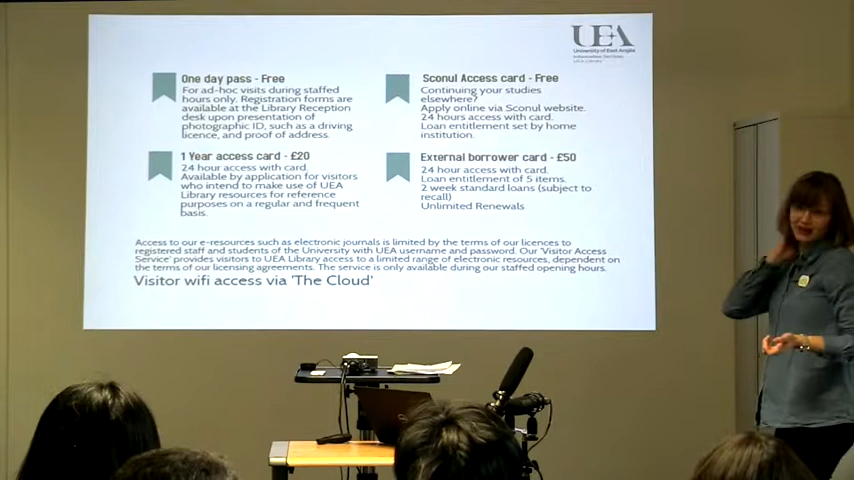 UEA
University of East Anglia
One day pass - Free
For ad-hoc visits during staffed
hours only. Registration forms are
available at the Library Reception
desk upon presentation of
photographic ID, such as a driving
licence, and proof of address.
Sconul Access card - Free
Continuing your studies
elsewhere?
Apply online via Sconul website.
24 hours access with card.
Loan entitlement set by home
institution.
1 Year access card - £20
24 hour access with card.
Available by application for visitors
who intend to make use of UEA
Library resources for reference
purposes on a regular and frequent
basis.
External borrower card - £50
24 hour access with card.
Loan entitlement of 5 items.
2 week standard loans (subject to
recall)
Unlimited Renewals
Access to our e-resources such as electronic journals is limited by the terms of our licences to
registered staff and students of the University with UEA username and password. Our 'Visitor Access
Service' provides visitors to UEA Library access to a limited range of electronic resources, dependent on
the terms of our licensing agreements. The service is only available during our staffed opening hours.
Visitor wifi access via 'The Cloud'